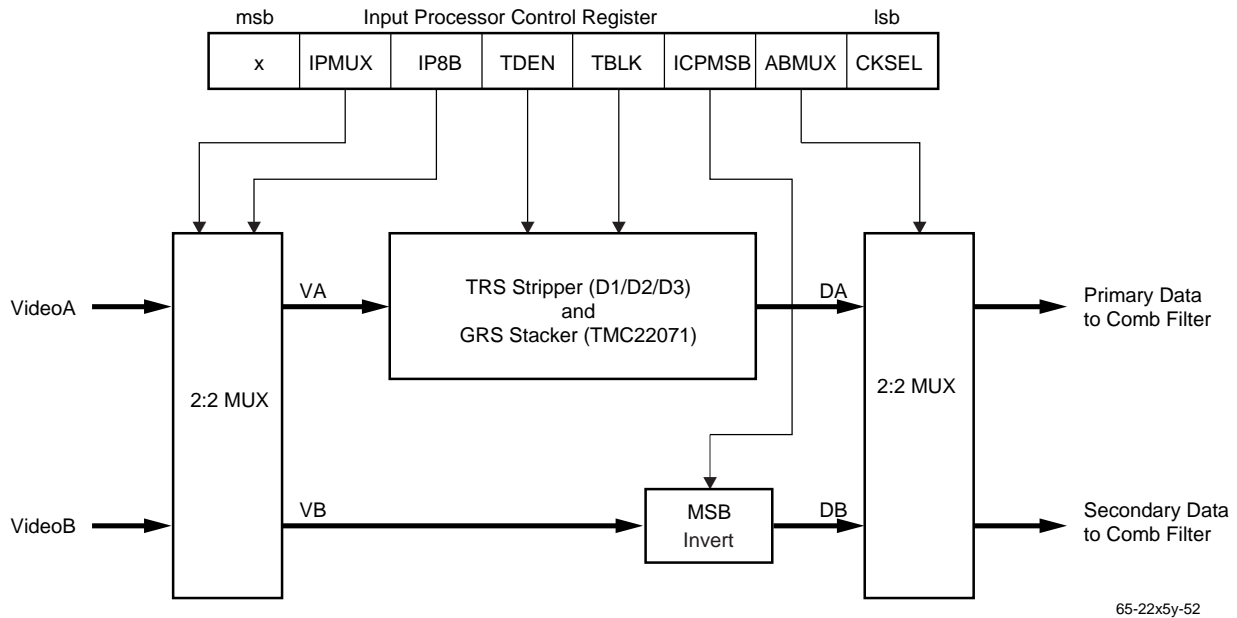 msb Input Processor Control Register lsb
x IPMUX IP8B TDEN TBLK ICPMSB ABMUX CKSEL
VideoA
VA
TRS Stripper (D1/D2/D3)
and
GRS Stacker (TMC22071)
DA
Primary Data
to Comb Filter
2:2 MUX
2:2 MUX
VideoB
VB
MSB
Invert
DB
Secondary Data
to Comb Filter
65-22x5y-52